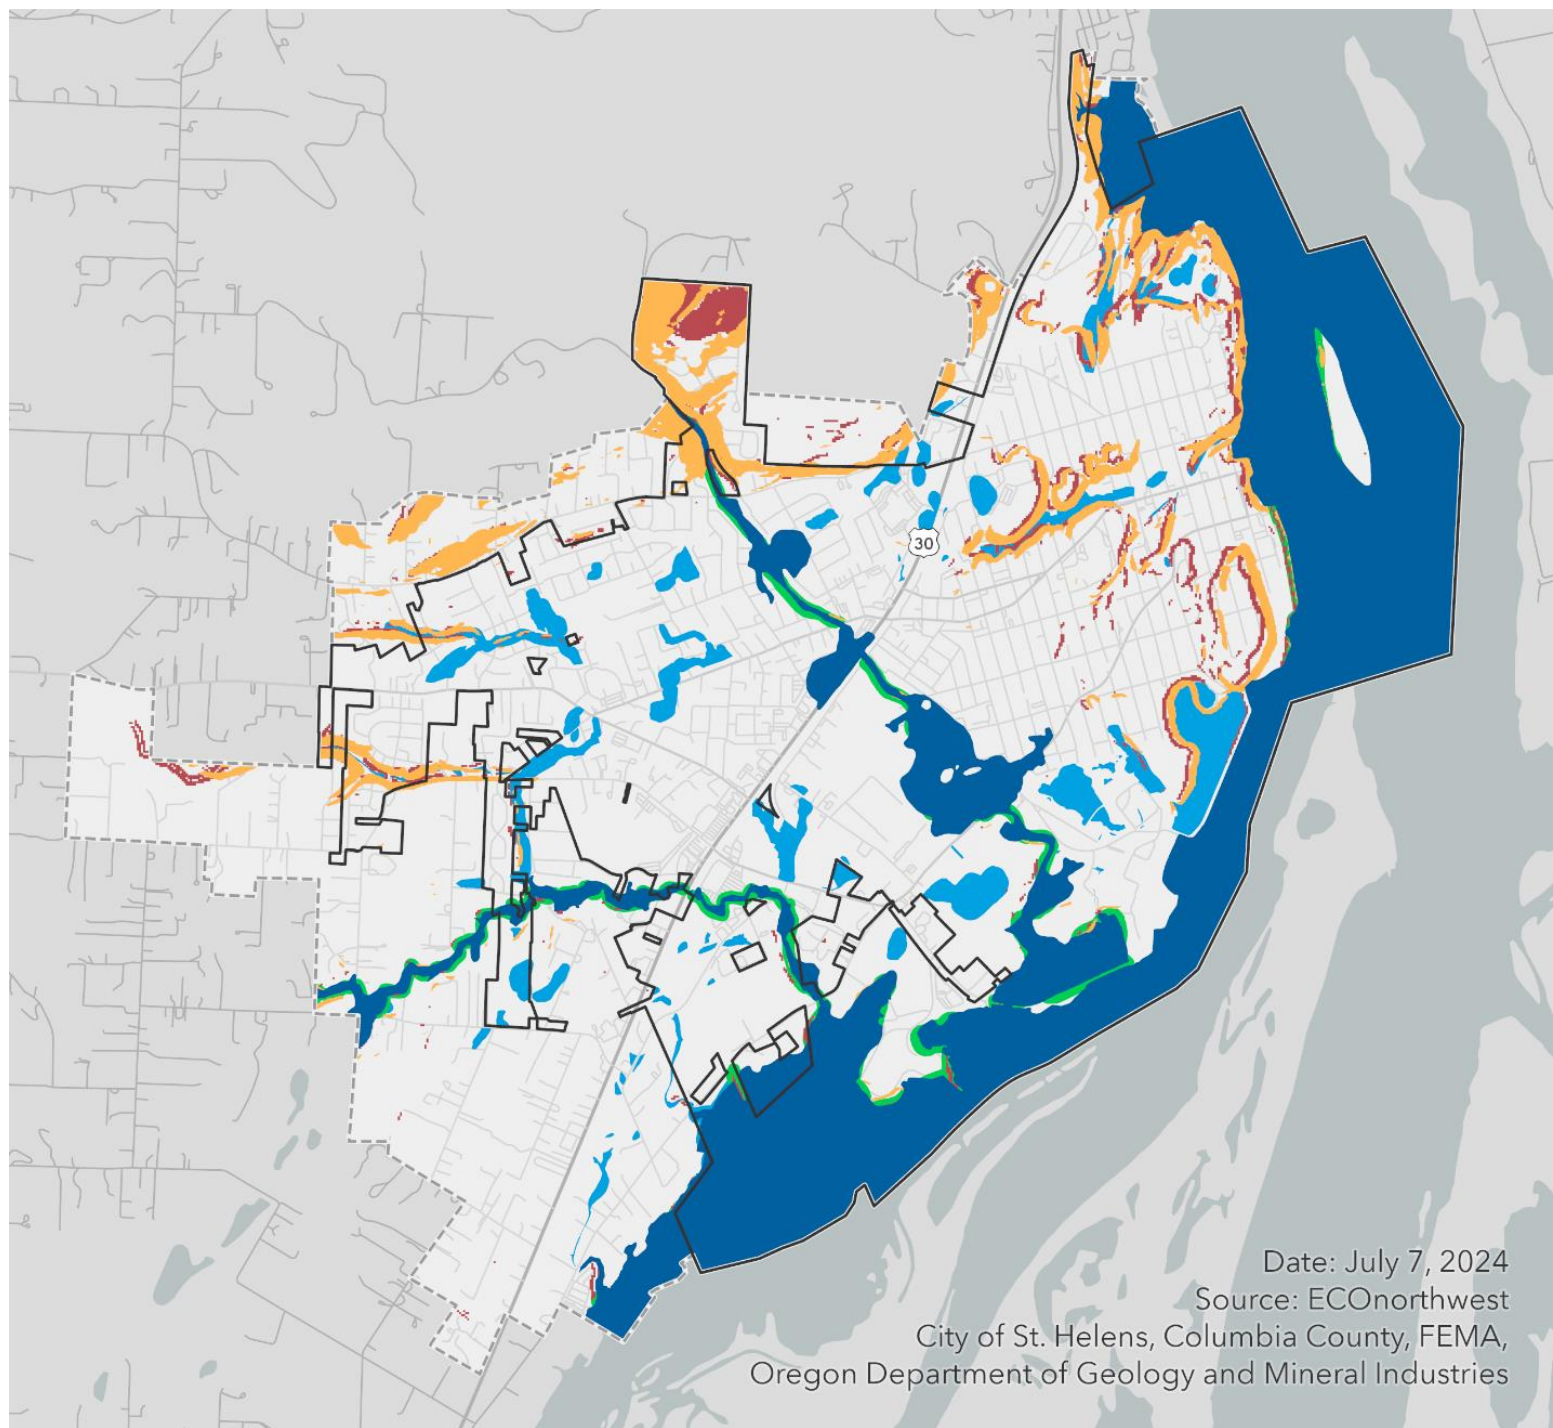 30
Date: July 7, 2024
Source: ECOnorthwest
City of St. Helens, Columbia County, FEMA,
Oregon Department of Geology and Mineral Industries